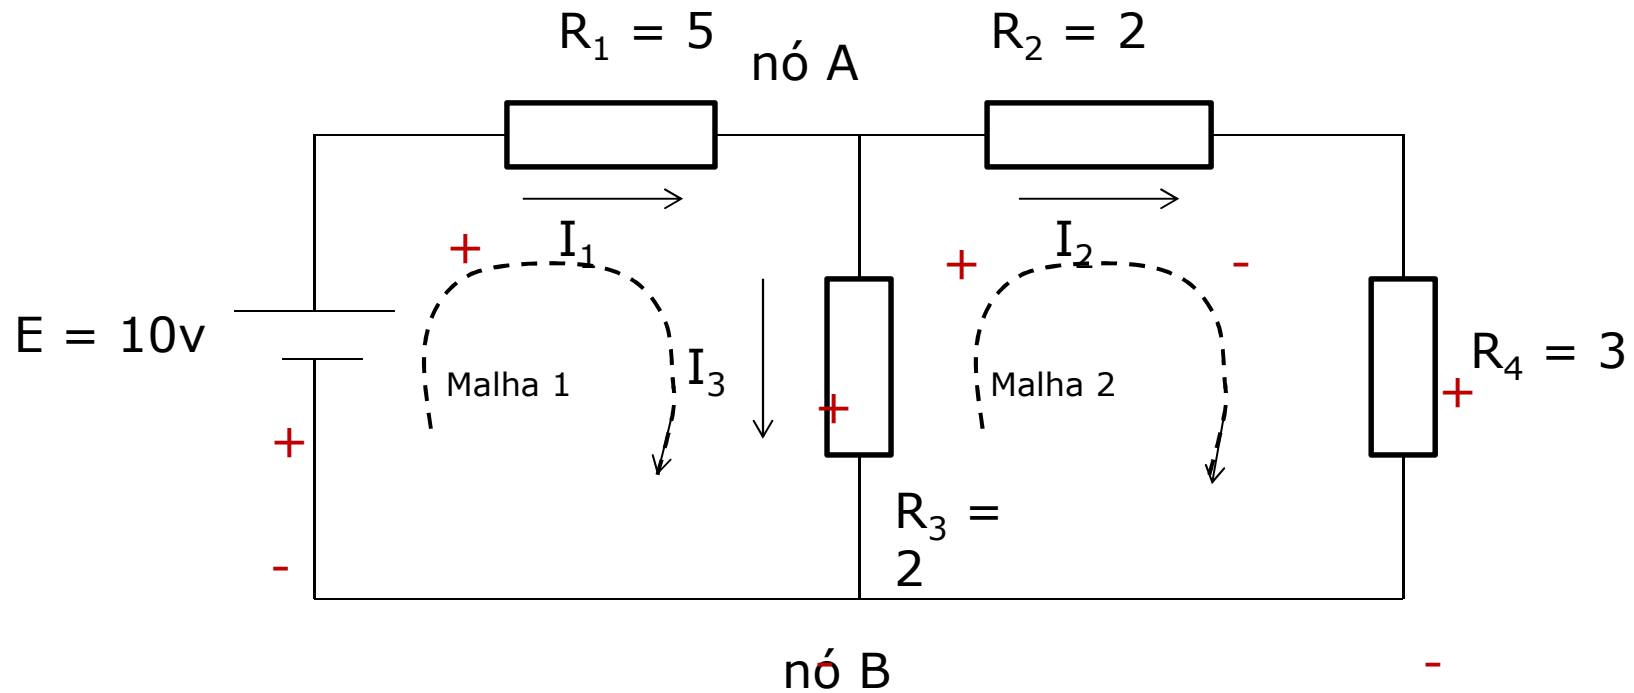 R₁ = 5
R₂ = 2
nó A
I₁
I₂
+
+
-
E = 10v
Malha 1
I₃
Malha 2
R₄ = 3
+
+
+
R₃ =
2
-
nó B
-
-